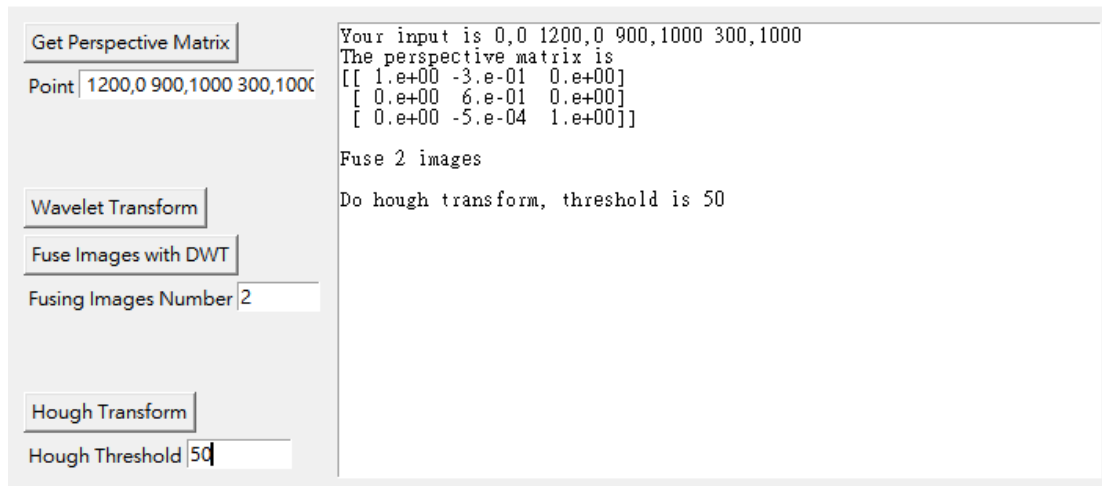 Get Perspective Matrix
Point 1200,0 900,1000 300,100
Wavelet Transform
Fuse Images with DWT
Fusing Images Number 2
Hough Transform
Hough Threshold 50
Your input is 0,0 1200,0 900,1000 300,1000
The perspective matrix is
[[ 1.e+00 -3.e-01  0.e+00]
 [ 0.e+00  6.e-01  0.e+00]
 [ 0.e+00 -5.e-04  1.e+00]]
Fuse 2 images
Do hough transform, threshold is 50